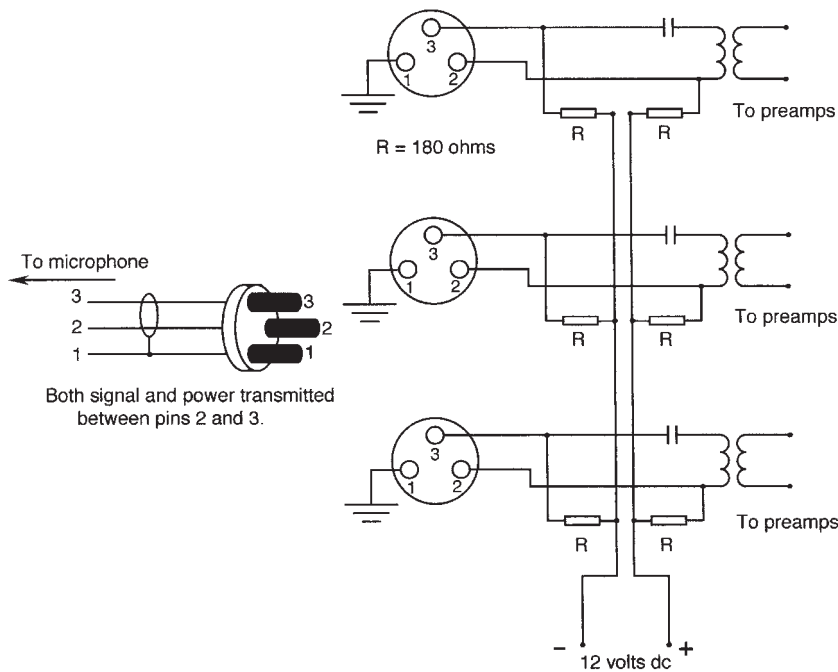 3
1
2
R
R
To preamps
R = 180 ohms
3
1
2
R
R
To preamps
To microphone
3
2
1
3
2
1
Both signal and power transmitted
between pins 2 and 3.
3
1
2
R
R
To preamps
–
+
12 volts dc